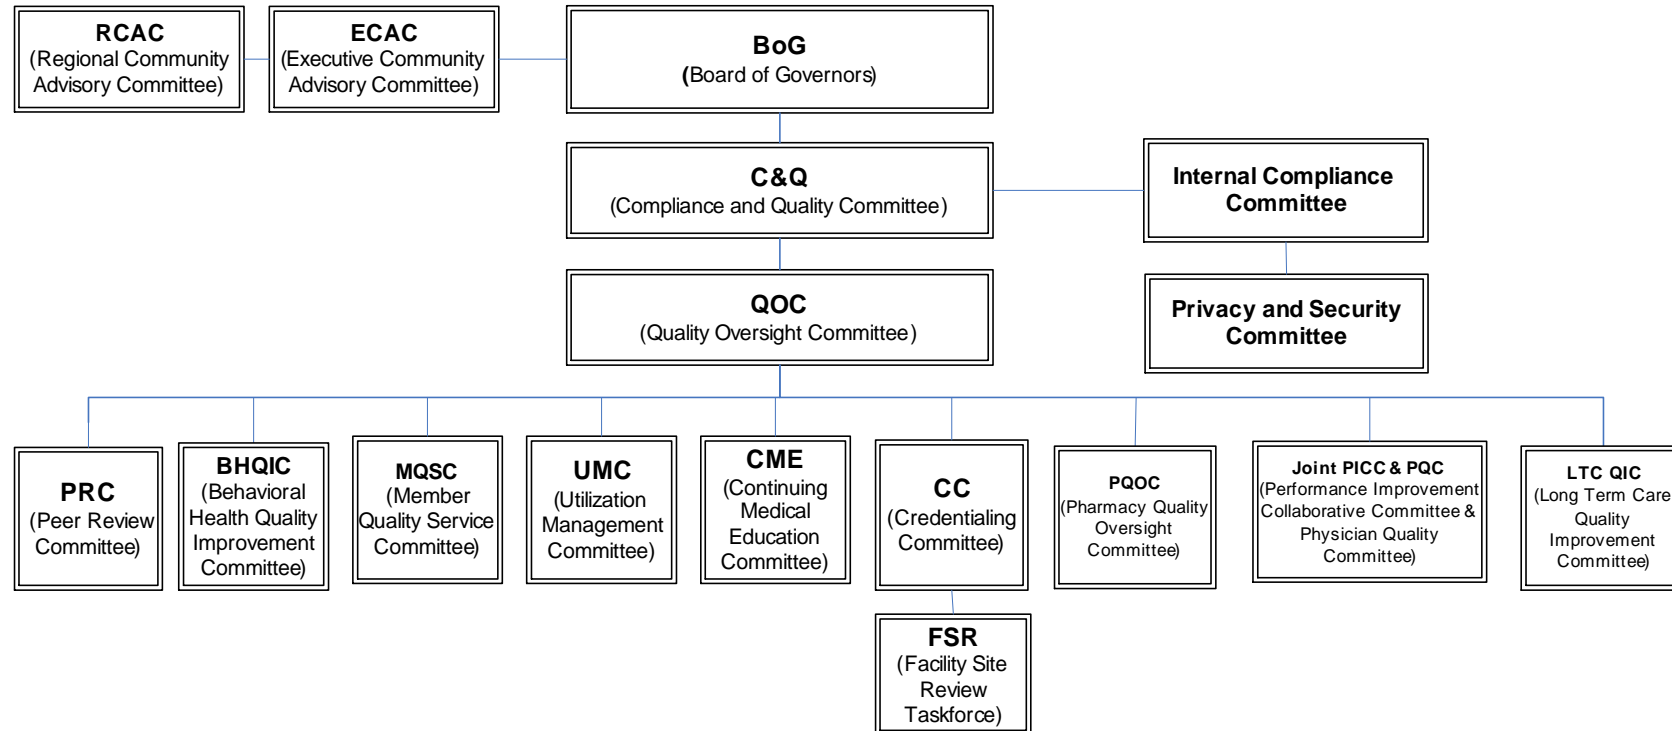 RCAC
(Regional Community
Advisory Committee)
ECAC
(Executive Community
Advisory Committee)
BoG
(Board of Governors)
C&Q
(Compliance and Quality Committee)
Internal Compliance
Committee
QOC
(Quality Oversight Committee)
Privacy and Security
Committee
PRC
(Peer Review
Committee)
BHQIC
(Behavioral
Health Quality
Improvement
Committee)
MQSC
(Member
Quality Service
Committee)
UMC
(Utilization
Management
Committee)
CME
(Continuing
Medical
Education
Committee)
CC
(Credentialing
Committee)
PQOC
(Pharmacy Quality
Oversight
Committee)
Joint PICC & PQC
(Performance Improvement
Collaborative Committee &
Physician Quality
Committee)
LTC QIC
(Long Term Care
Quality
Improvement
Committee)
FSR
(Facility Site
Review
Taskforce)